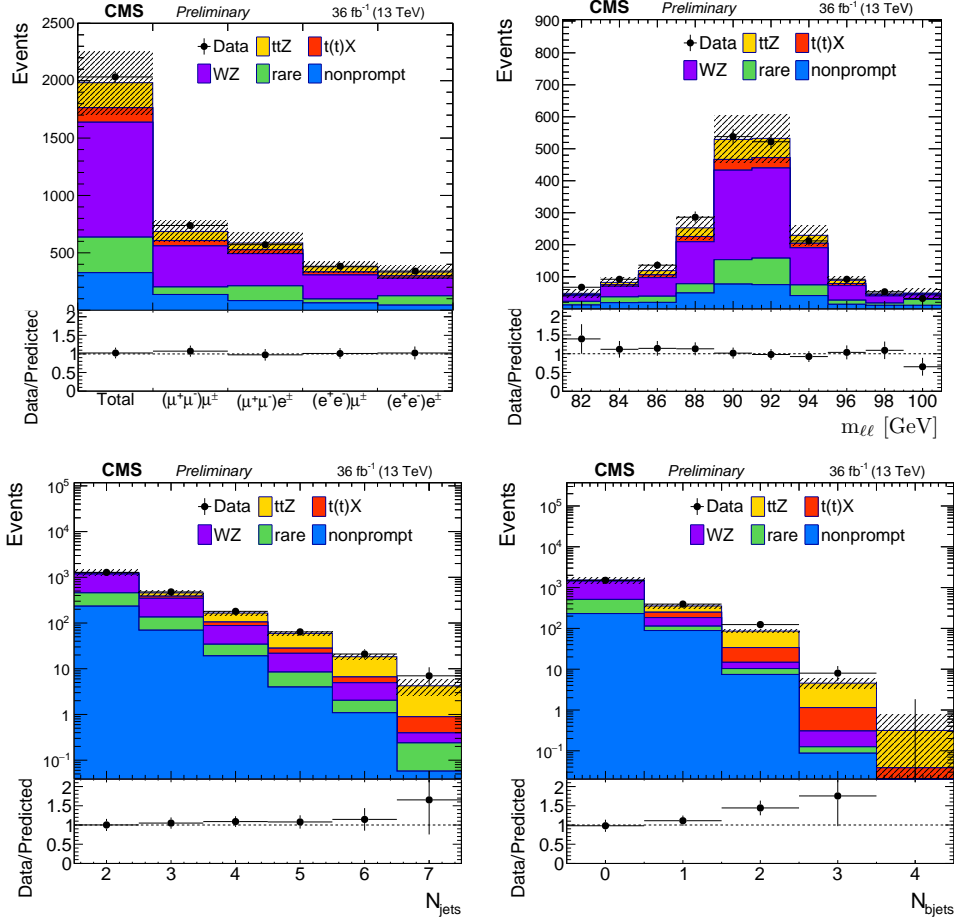 CMS Preliminary 36 fb⁻¹ (13 TeV)
Events
2500
2000
1500
1000
500
Data ttZ t(t)X
WZ rare nonprompt
Data/Predicted
2
1.5
1
0.5
0
Total (μ⁺μ⁻)μ± (μ⁺μ⁻)e± (e⁺e⁻)μ± (e⁺e⁻)e±
CMS Preliminary 36 fb⁻¹ (13 TeV)
Events
900
800
700
600
500
400
300
200
100
Data ttZ t(t)X
WZ rare nonprompt
Data/Predicted
2
1.5
1
0.5
0
82 84 86 88 90 92 94 96 98 100
m_ℓℓ [GeV]
CMS Preliminary 36 fb⁻¹ (13 TeV)
Events
10⁵
10⁴
10³
10²
10
1
10⁻¹
Data ttZ t(t)X
WZ rare nonprompt
Data/Predicted
2
1.5
1
0.5
0
2 3 4 5 6 7
N_jets
CMS Preliminary 36 fb⁻¹ (13 TeV)
Events
10⁵
10⁴
10³
10²
10
1
10⁻¹
Data ttZ t(t)X
WZ rare nonprompt
Data/Predicted
2
1.5
1
0.5
0
0 1 2 3 4
N_bjets